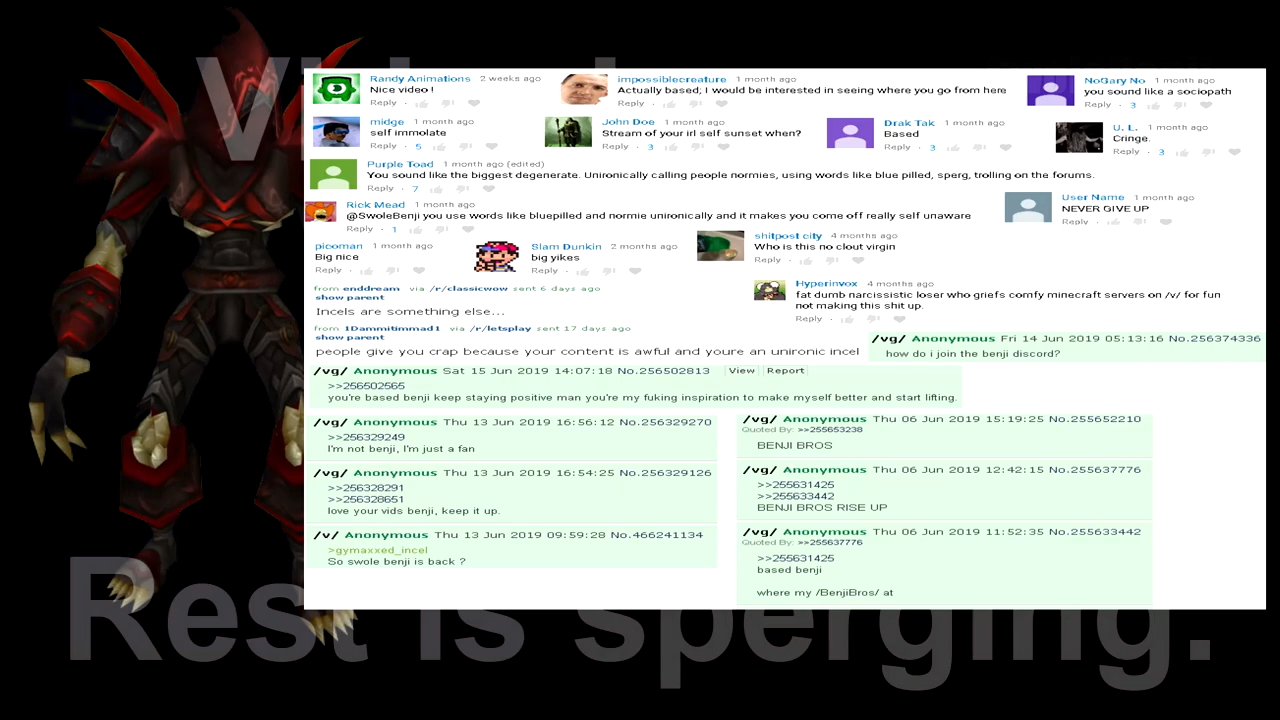 Randy Animations 2 weeks ago
Nice video !
Reply
impossiblecreature 1 month ago
Actually based; I would be interested in seeing where you go from here
Reply
NoGary No 1 month ago
you sound like a sociopath
Reply 3
midge 1 month ago
self immolate
Reply 5
John Doe 1 month ago
Stream of your irl self sunset when?
Reply 3
Drak Tak 1 month ago
Based
Reply 3
U. L. 1 month ago
Cringe.
Reply 3
Purple Toad 1 month ago (edited)
You sound like the biggest degenerate. Unironically calling people normies, using words like blue pilled, sperg, trolling on the forums.
Reply 7
Rick Mead 1 month ago
@SwoleBenji you use words like bluepilled and normie unironically and it makes you come off really self unaware
Reply 1
User Name 1 month ago
NEVER GIVE UP
Reply
picoman 1 month ago
Big nice
Reply
Slam Dunkin 2 months ago
big yikes
Reply
shitpost city 4 months ago
Who is this no clout virgin
Reply
Hyperinvox 4 months ago
fat dumb narcissistic loser who griefs comfy minecraft servers on /v/ for fun
not making this shit up.
Reply
from enddream via /r/classicwow sent 6 days ago
show parent
Incels are something else...
from 1Dammitimmad1 via /r/letsplay sent 17 days ago
show parent
people give you crap because your content is awful and youre an unironic incel
/vg/ Anonymous Fri 14 Jun 2019 05:13:16 No.256374336
how do i join the benji discord?
/vg/ Anonymous Sat 15 Jun 2019 14:07:18 No.256502813 View Report
>>256502565
you're based benji keep staying positive man you're my fuking inspiration to make myself better and start lifting.
/vg/ Anonymous Thu 13 Jun 2019 16:56:12 No.256329270
>>256329249
I'm not benji, I'm just a fan
/vg/ Anonymous Thu 13 Jun 2019 16:54:25 No.256329126
>>256328291
>>256328651
love your vids benji, keep it up.
/v/ Anonymous Thu 13 Jun 2019 09:59:28 No.466241134
>gymaxxed_incel
So swole benji is back ?
/vg/ Anonymous Thu 06 Jun 2019 15:19:25 No.255652210
Quoted By: >>255653238
BENJI BROS
/vg/ Anonymous Thu 06 Jun 2019 12:42:15 No.255637776
>>255631425
>>255633442
BENJI BROS RISE UP
/vg/ Anonymous Thu 06 Jun 2019 11:52:35 No.255633442
Quoted By: >>255637776
>>255631425
based benji
where my /BenjiBros/ at
Rest is sperging.